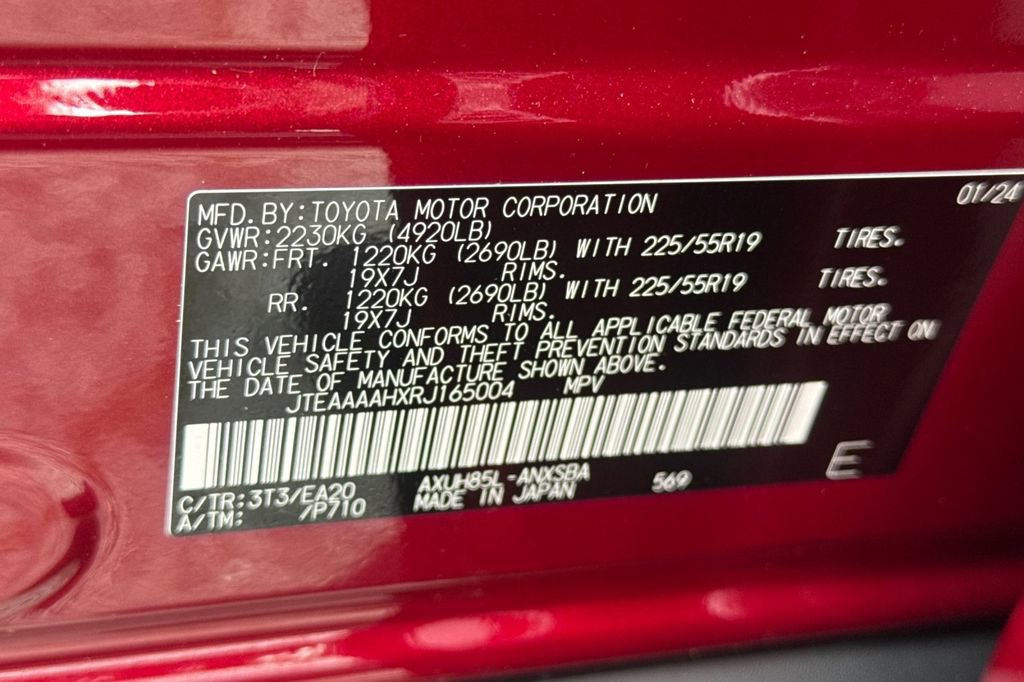 01/24
MFD.BY:TOYOTA MOTOR CORPORATION
GVWR:2230KG (4920LB)
GAWR:FRT. 1220KG (2690LB) WITH 225/55R19 TIRES.
19X7J RIMS.
RR. 1220KG (2690LB) WITH 225/55R19 TIRES.
19X7J RIMS.
THIS VEHICLE CONFORMS TO ALL APPLICABLE FEDERAL MOTOR
VEHICLE SAFETY AND THEFT PREVENTION STANDARDS IN EFFECT ON
THE DATE OF MANUFACTURE SHOWN ABOVE.
JTEAAAAHXRJ165004 MPV
C/TR:3T3/EA20 AXUH85L-ANXSBA 569 E
A/TM: /P710 MADE IN JAPAN